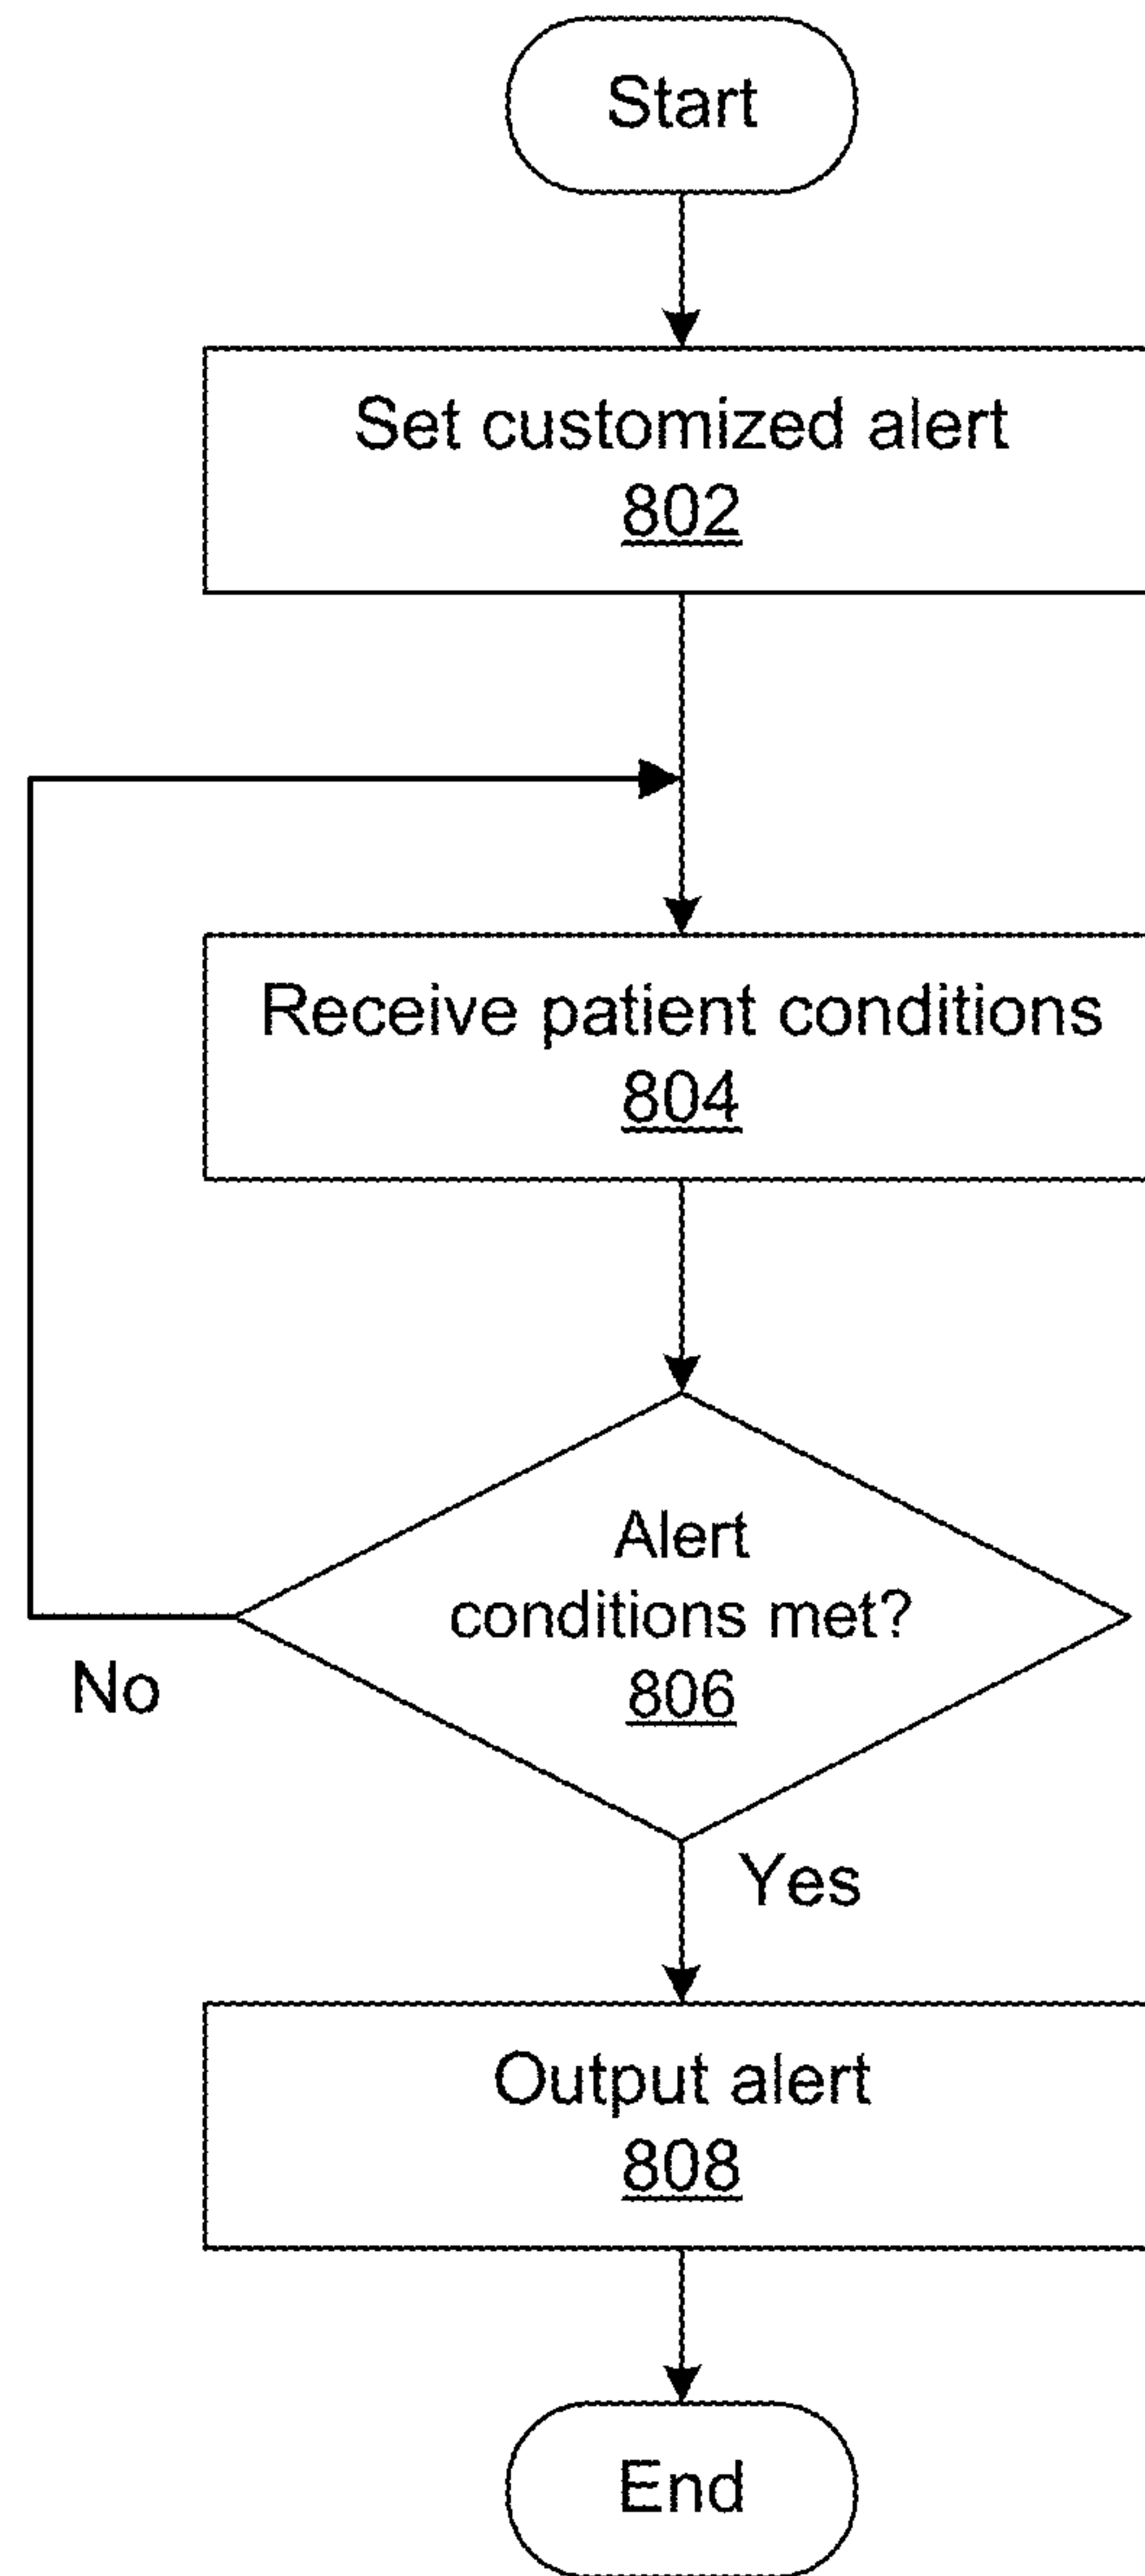 Start
Set customized alert
802
Receive patient conditions
804
Alert
conditions met?
806
No
Yes
Output alert
808
End